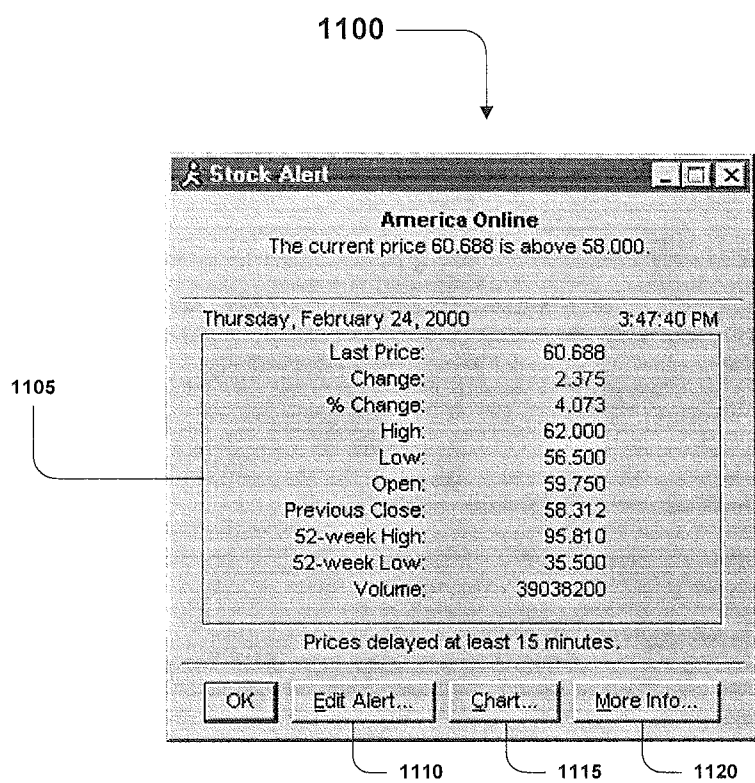 1100
Stock Alert
America Online
The current price 60.688 is above 58.000.
Thursday, February 24, 2000 3:47:40 PM
Last Price: 60.688
Change: 2.375
% Change: 4.073
High: 62.000
Low: 56.500
Open: 59.750
Previous Close: 58.312
52-week High: 95.810
52-week Low: 35.500
Volume: 39038200
1105
Prices delayed at least 15 minutes.
OK Edit Alert... Chart... More Info...
1110 1115 1120